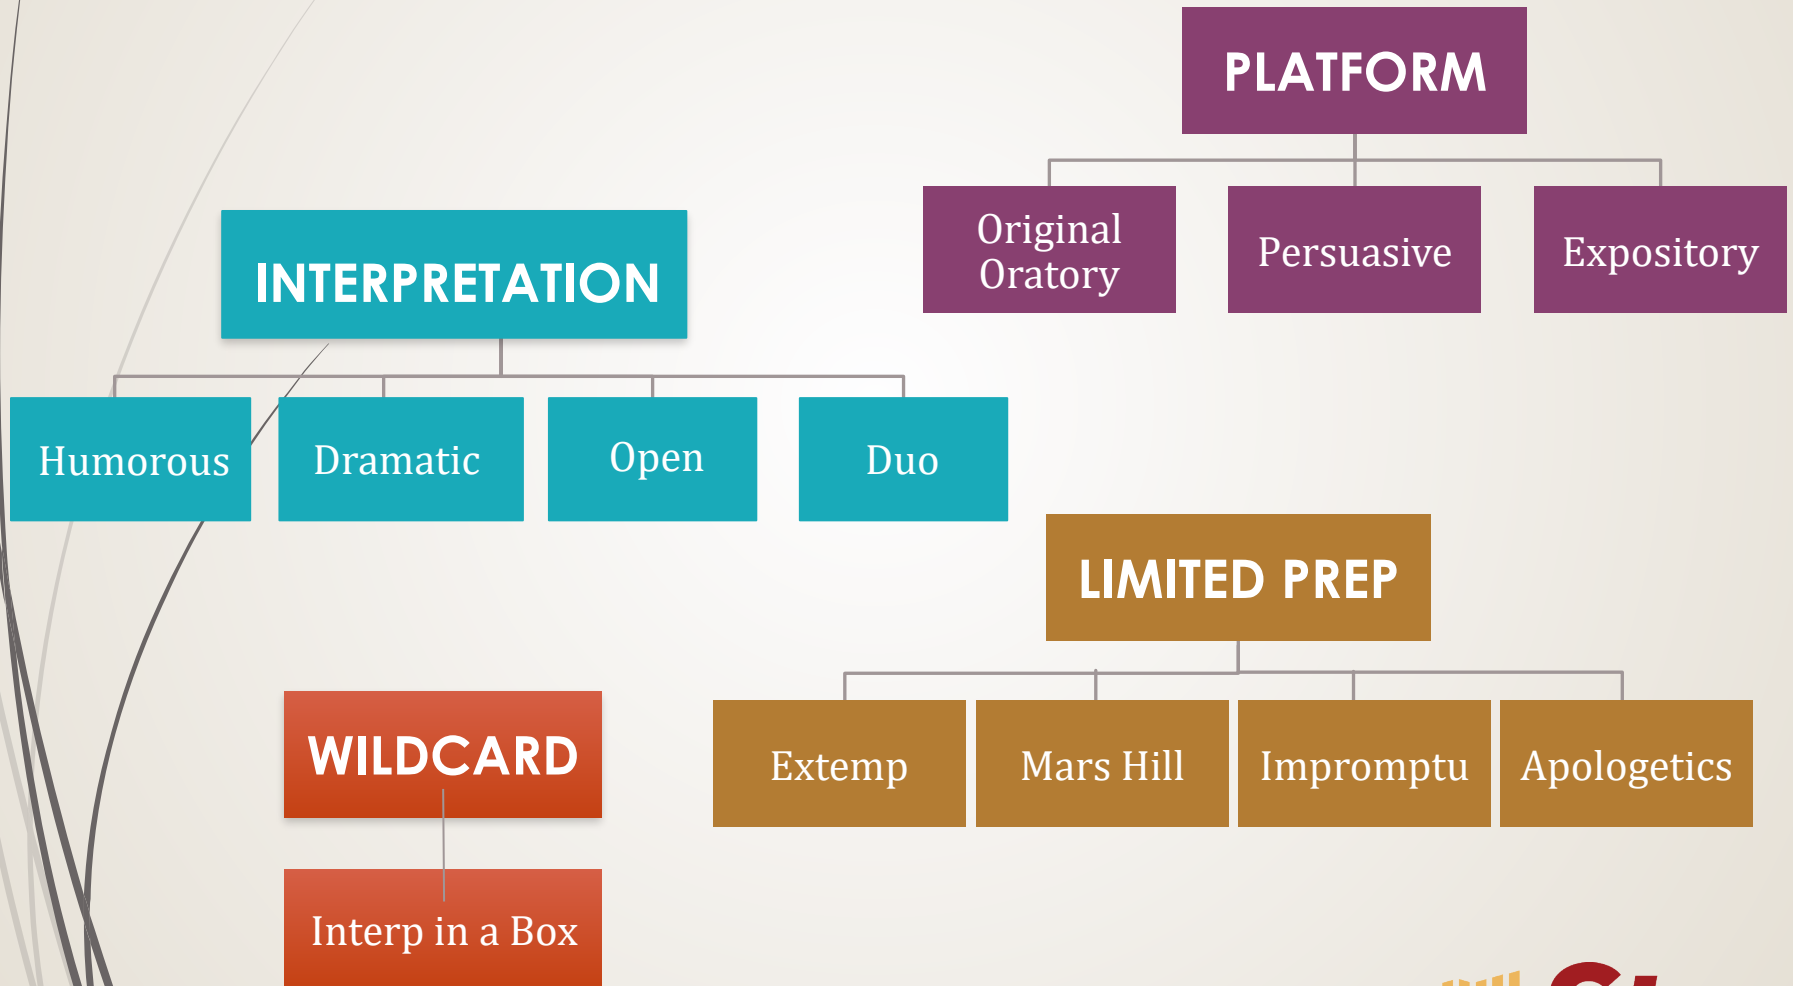 PLATFORM
Original
Oratory
Persuasive
Expository
INTERPRETATION
Humorous
Dramatic
Open
Duo
LIMITED PREP
Extemp
Mars Hill
Impromptu
Apologetics
WILDCARD
Interp in a Box